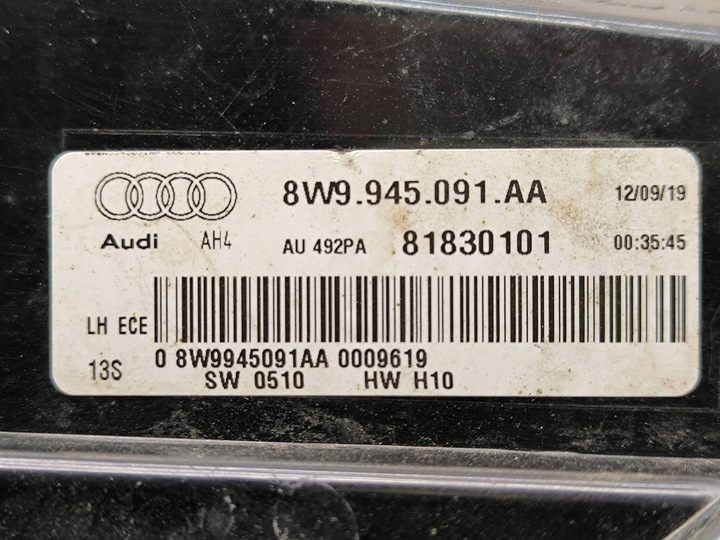 8W9.945.091.AA 12/09/19
Audi AH4 AU 492PA 81830101 00:35:45
LH ECE
13S 0 8W9945091AA 0009619
SW 0510 HW H10